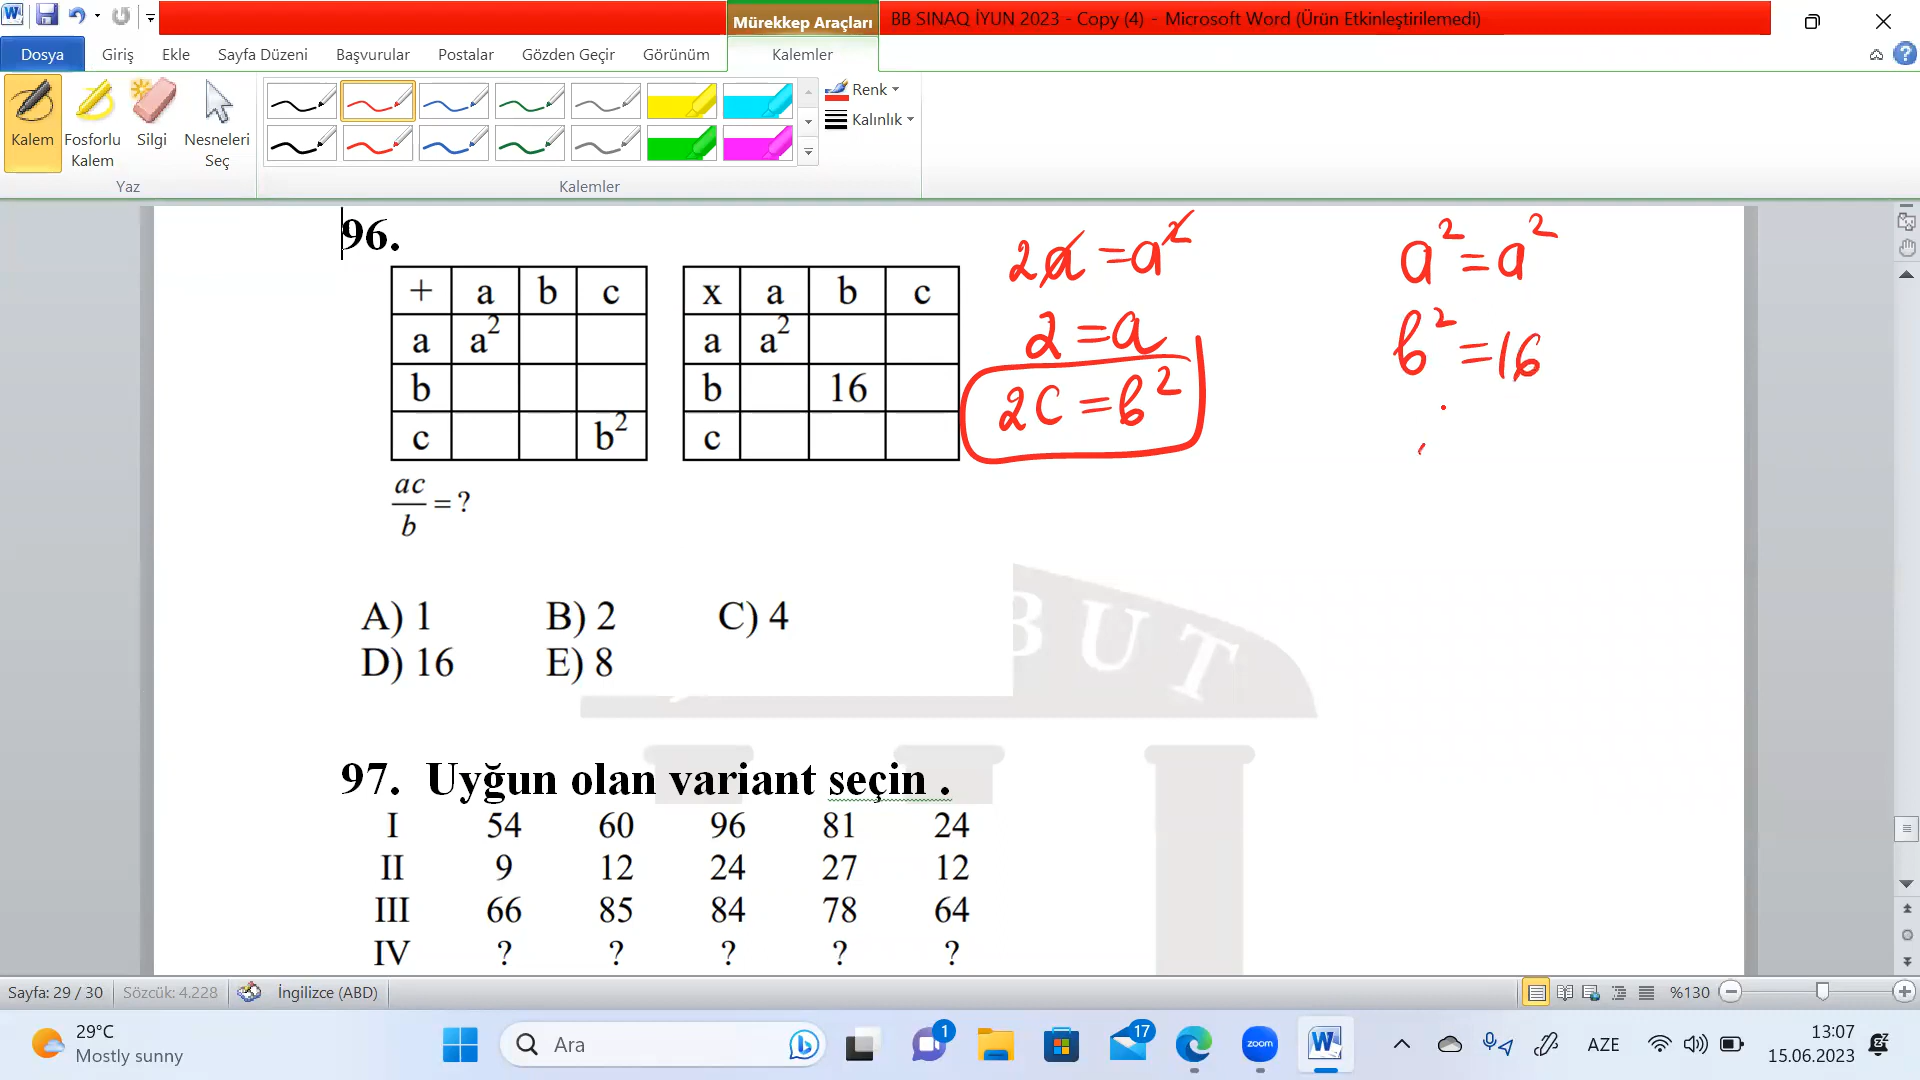 Mürekkep Araçları
BB SINAQ İYUN 2023 - Copy (4) - Microsoft Word (Ürün Etkinleştirilemedi)
Dosya Giriş Ekle Sayfa Düzeni Başvurular Postalar Gözden Geçir Görünüm Kalemler
Kalem Fosforlu Kalem Silgi Nesneleri Seç
Renk
Kalınlık
Yaz Kalemler
96.
+ a b c
a a²
b
c b²
x a b c
a a²
b 16
c
2a = a²
2 = a
2c = b²
a² = a²
b² = 16
ac/b = ?
A) 1 B) 2 C) 4
D) 16 E) 8
BUT
97. Uyğun olan variant seçin .
I 54 60 96 81 24
II 9 12 24 27 12
III 66 85 84 78 64
IV ? ? ? ? ?
Sayfa: 29 / 30 Sözcük: 4.228 İngilizce (ABD) %130
29°C
Mostly sunny
Ara
1
17
zoom
AZE
13:07
15.06.2023